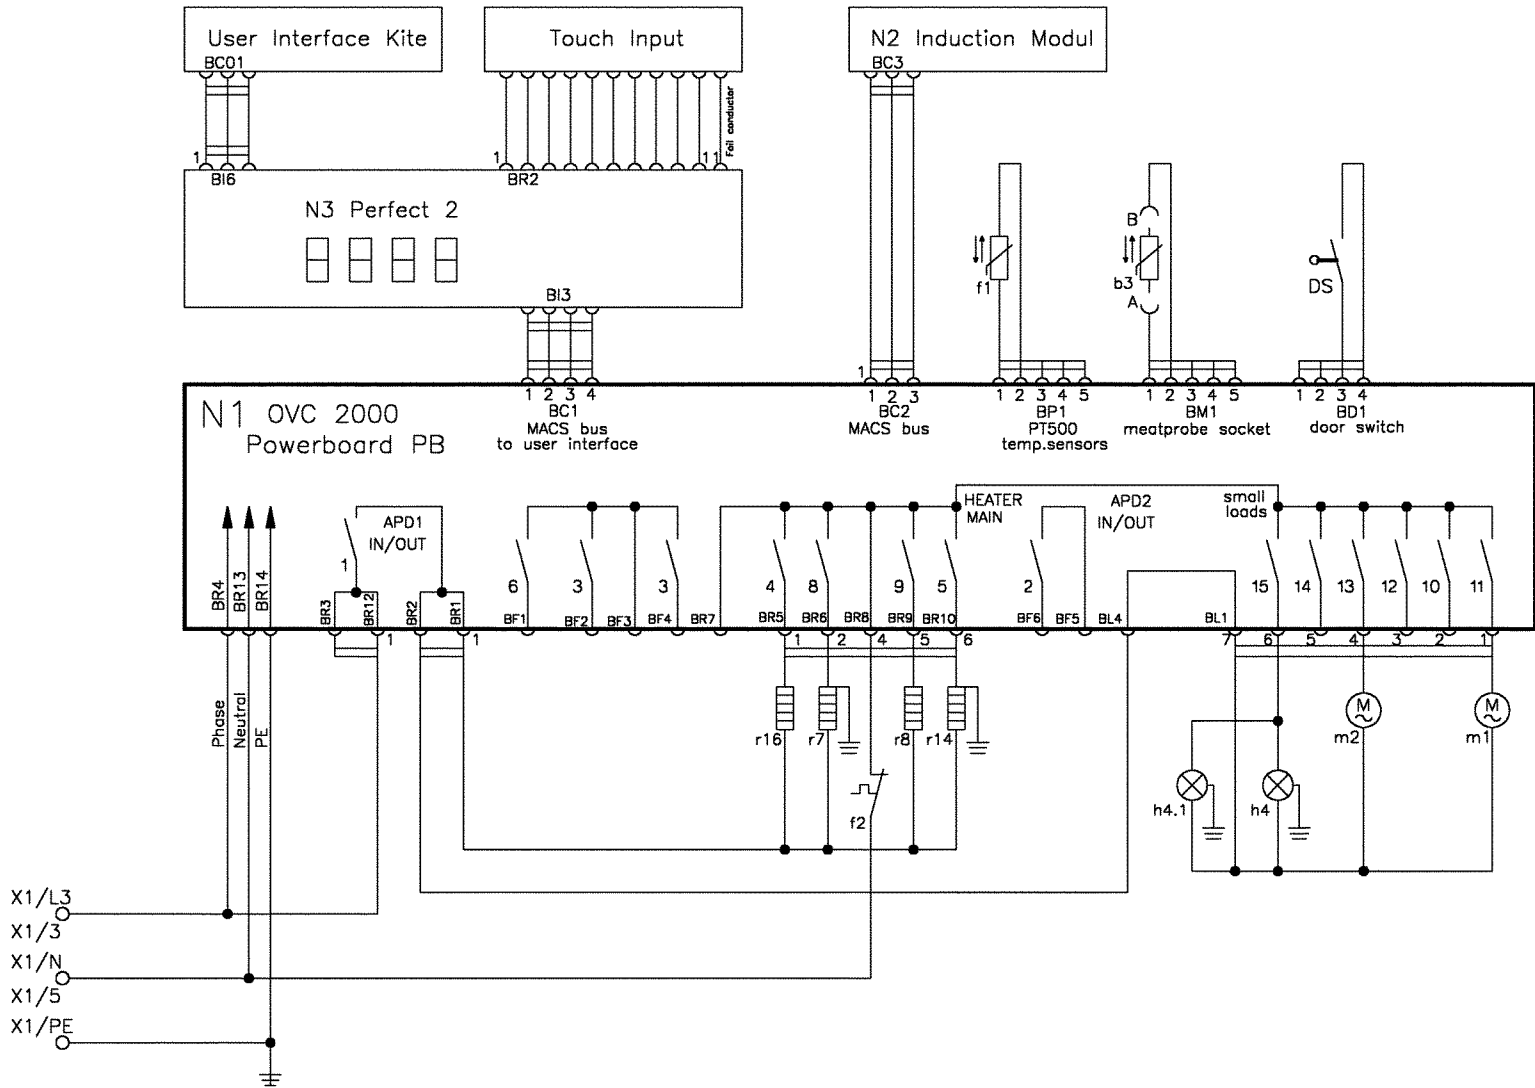 User Interface Kite
BC01
Touch Input
N2 Induction Modul
BC3
Foil conductor
1
BI6
1
11
BR2
N3 Perfect 2
BI3
f1
B
b3
A
DS
1
N1 OVC 2000
Powerboard PB
1 2 3 4
BC1
MACS bus
to user interface
1 2 3
BC2
MACS bus
1 2 3 4 5
BP1
PT500
temp.sensors
1 2 3 4 5
BM1
meatprobe socket
1 2 3 4
BD1
door switch
APD1
IN/OUT
HEATER
MAIN
APD2
IN/OUT
small
loads
1 6 3 3 4 8 9 5 2 15 14 13 12 10 11
BR4 BR13 BR14 BR3 BR12 BR2 BR1 BF1 BF2 BF3 BF4 BR7 BR5 BR6 BR8 BR9 BR10 BF6 BF5 BL4 BL1
1 1 1 2 4 5 6 7 6 5 4 3 2 1
Phase
Neutral
PE
r16 r7 r8 r14
M
m2
M
m1
f2
h4.1
h4
X1/L3
X1/3
X1/N
X1/5
X1/PE